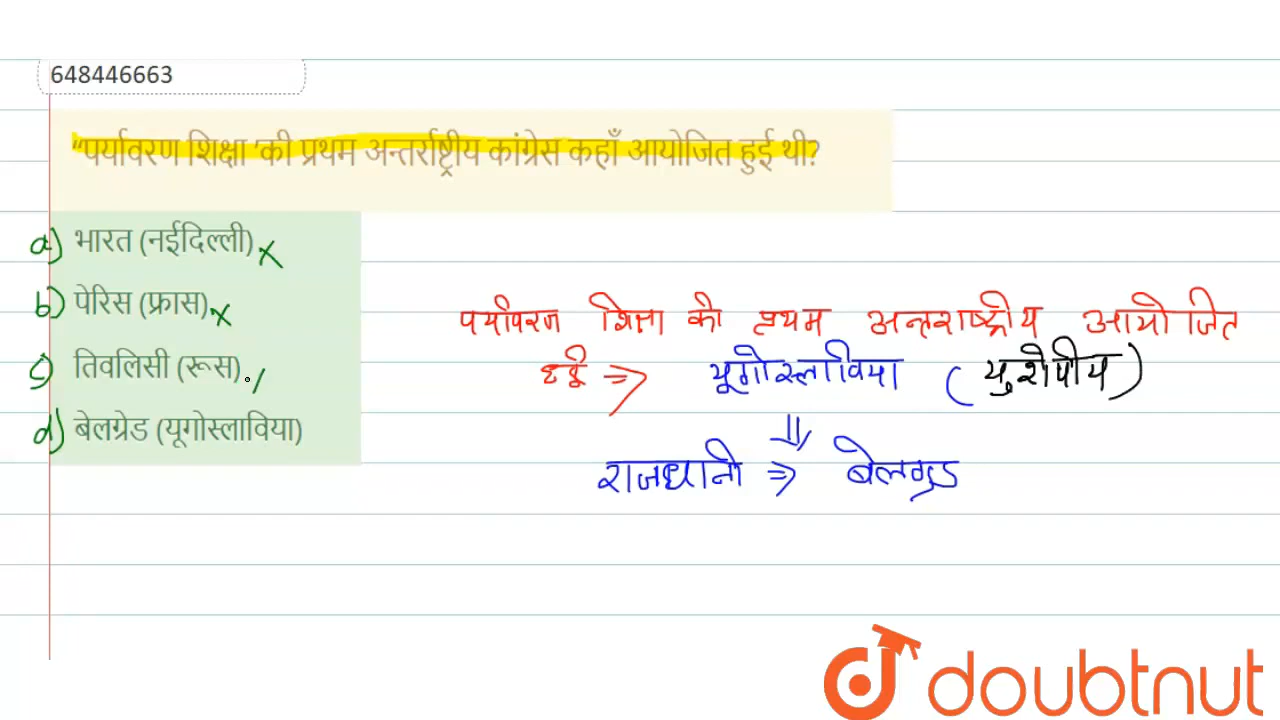 648446663
“पर्यावरण शिक्षा ’की प्रथम अन्तर्राष्ट्रीय कांग्रेस कहाँ आयोजित हुई थी?
a) भारत (नईदिल्ली) x
b) पेरिस (फ्रास) x
c) तिवलिसी (रूस)
d) बेलग्रेड (यूगोस्लाविया)
पर्यावरण शिक्षा की प्रथम अन्तराष्ट्रीय आयोजित
हुई ⇒ यूगोस्लाविया (युरोपीय)
⇓
राजधानी ⇒ बेलग्रड
doubtnut